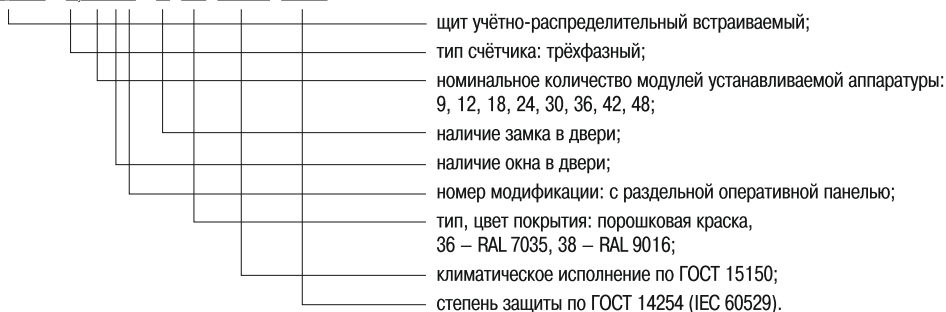 щит учётно-распределительный встраиваемый;
тип счётчика: трёхфазный;
номинальное количество модулей устанавливаемой аппаратуры:
9, 12, 18, 24, 30, 36, 42, 48;
наличие замка в двери;
наличие окна в двери;
номер модификации: с раздельной оперативной панелью;
тип, цвет покрытия: порошковая краска,
36 – RAL 7035, 38 – RAL 9016;
климатическое исполнение по ГОСТ 15150;
степень защиты по ГОСТ 14254 (IEC 60529).